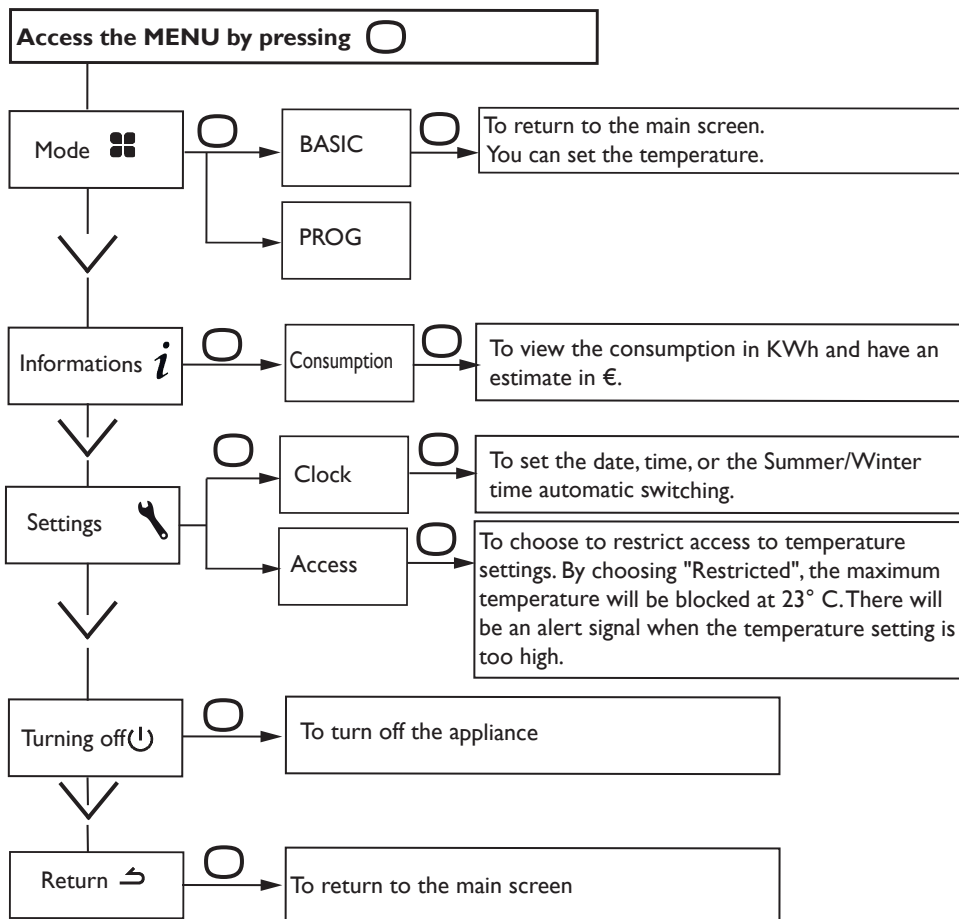 Access the MENU by pressing
Mode
BASIC
To return to the main screen.
You can set the temperature.
PROG
Informations i
Consumption
To view the consumption in KWh and have an
estimate in €.
Settings
Clock
To set the date, time, or the Summer/Winter
time automatic switching.
Access
To choose to restrict access to temperature
settings. By choosing "Restricted", the maximum
temperature will be blocked at 23° C. There will
be an alert signal when the temperature setting is
too high.
Turning off
To turn off the appliance
Return
To return to the main screen